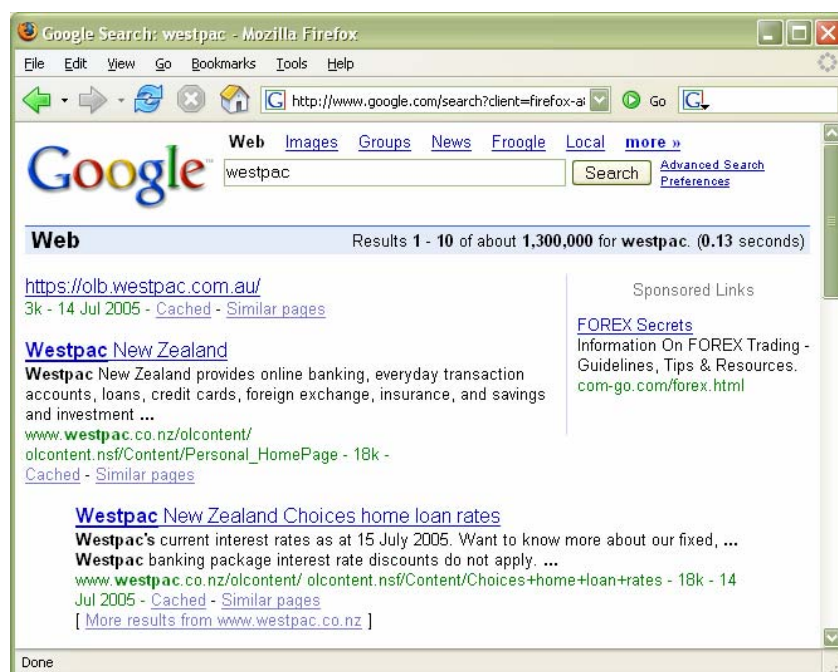 Google Search: westpac - Mozilla Firefox
File Edit View Go Bookmarks Tools Help
G http://www.google.com/search?client=firefox-a Go G
Web Images Groups News Froogle Local more »
Google™
westpac Search Advanced Search
Preferences
Web Results 1 - 10 of about 1,300,000 for westpac. (0.13 seconds)
https://olb.westpac.com.au/
3k - 14 Jul 2005 - Cached - Similar pages
Westpac New Zealand
Westpac New Zealand provides online banking, everyday transaction
accounts, loans, credit cards, foreign exchange, insurance, and savings
and investment ...
www.westpac.co.nz/olcontent/
olcontent.nsf/Content/Personal_HomePage - 18k -
Cached - Similar pages
Westpac New Zealand Choices home loan rates
Westpac's current interest rates as at 15 July 2005. Want to know more about our fixed, ...
Westpac banking package interest rate discounts do not apply. ...
www.westpac.co.nz/olcontent/ olcontent.nsf/Content/Choices+home+loan+rates - 18k - 14
Jul 2005 - Cached - Similar pages
[ More results from www.westpac.co.nz ]
Sponsored Links
FOREX Secrets
Information On FOREX Trading -
Guidelines, Tips & Resources.
com-go.com/forex.html
Done